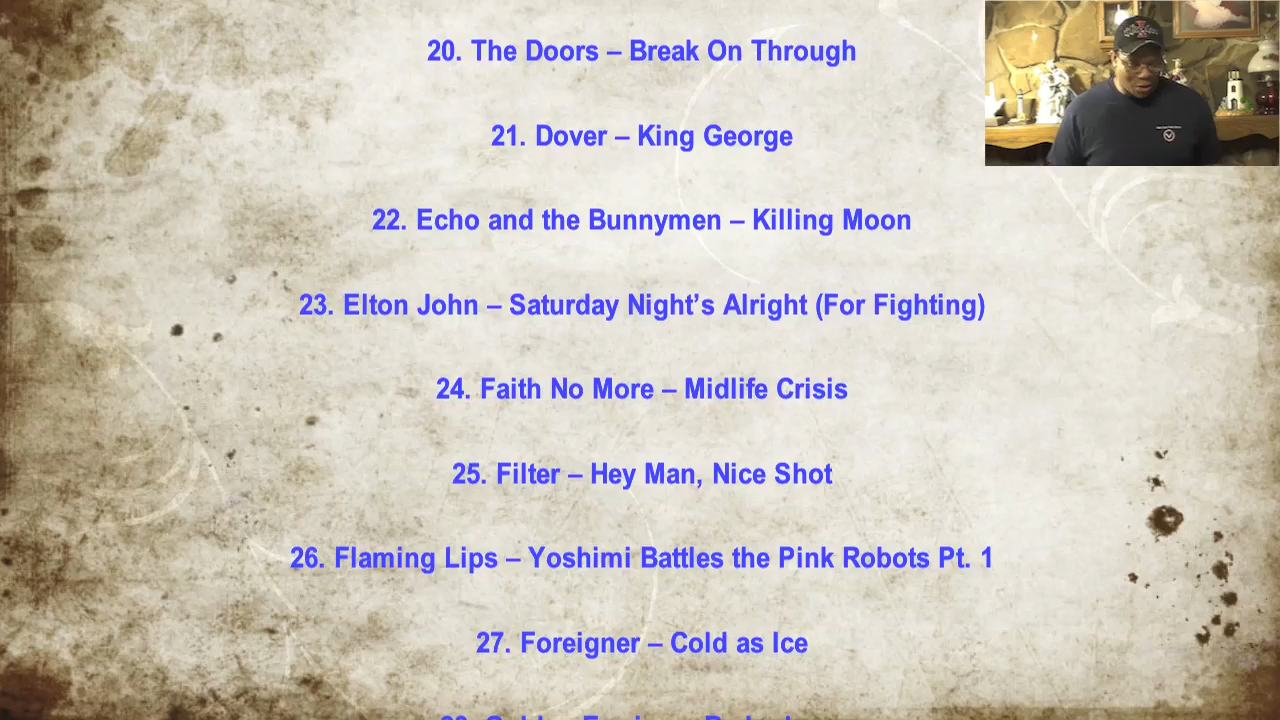 20. The Doors – Break On Through
21. Dover – King George
22. Echo and the Bunnymen – Killing Moon
23. Elton John – Saturday Night’s Alright (For Fighting)
24. Faith No More – Midlife Crisis
25. Filter – Hey Man, Nice Shot
26. Flaming Lips – Yoshimi Battles the Pink Robots Pt. 1
27. Foreigner – Cold as Ice